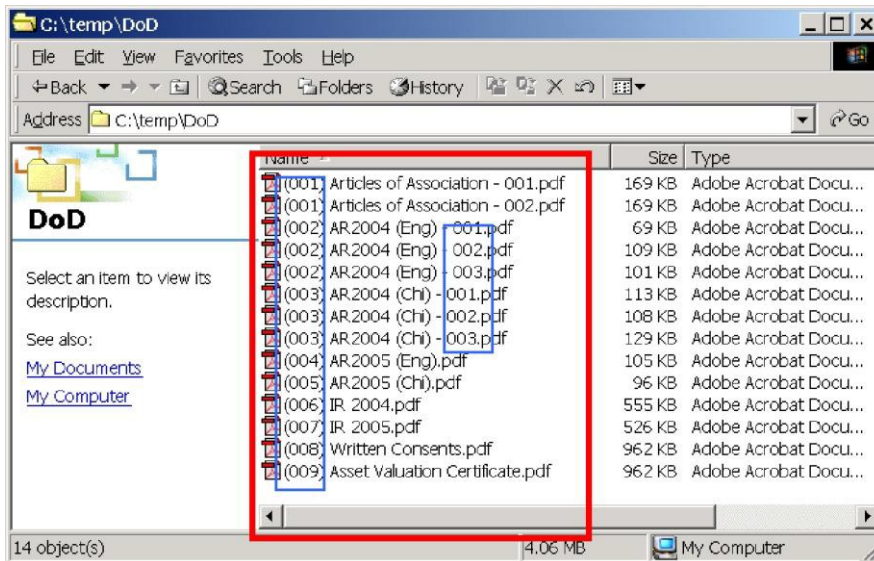 C:\temp\DoD
File Edit View Favorites Tools Help
Back Search Folders History
Address C:\temp\DoD Go
Name Size Type
DoD
Select an item to view its
description.
See also:
My Documents
My Computer
(001) Articles of Association - 001.pdf 169 KB Adobe Acrobat Docu...
(001) Articles of Association - 002.pdf 169 KB Adobe Acrobat Docu...
(002) AR2004 (Eng) - 001.pdf 69 KB Adobe Acrobat Docu...
(002) AR2004 (Eng) - 002.pdf 109 KB Adobe Acrobat Docu...
(002) AR2004 (Eng) - 003.pdf 101 KB Adobe Acrobat Docu...
(003) AR2004 (Chi) - 001.pdf 113 KB Adobe Acrobat Docu...
(003) AR2004 (Chi) - 002.pdf 108 KB Adobe Acrobat Docu...
(003) AR2004 (Chi) - 003.pdf 129 KB Adobe Acrobat Docu...
(004) AR2005 (Eng).pdf 105 KB Adobe Acrobat Docu...
(005) AR2005 (Chi).pdf 96 KB Adobe Acrobat Docu...
(006) IR 2004.pdf 555 KB Adobe Acrobat Docu...
(007) IR 2005.pdf 526 KB Adobe Acrobat Docu...
(008) Written Consents.pdf 962 KB Adobe Acrobat Docu...
(009) Asset Valuation Certificate.pdf 962 KB Adobe Acrobat Docu...
14 object(s) 4.06 MB My Computer